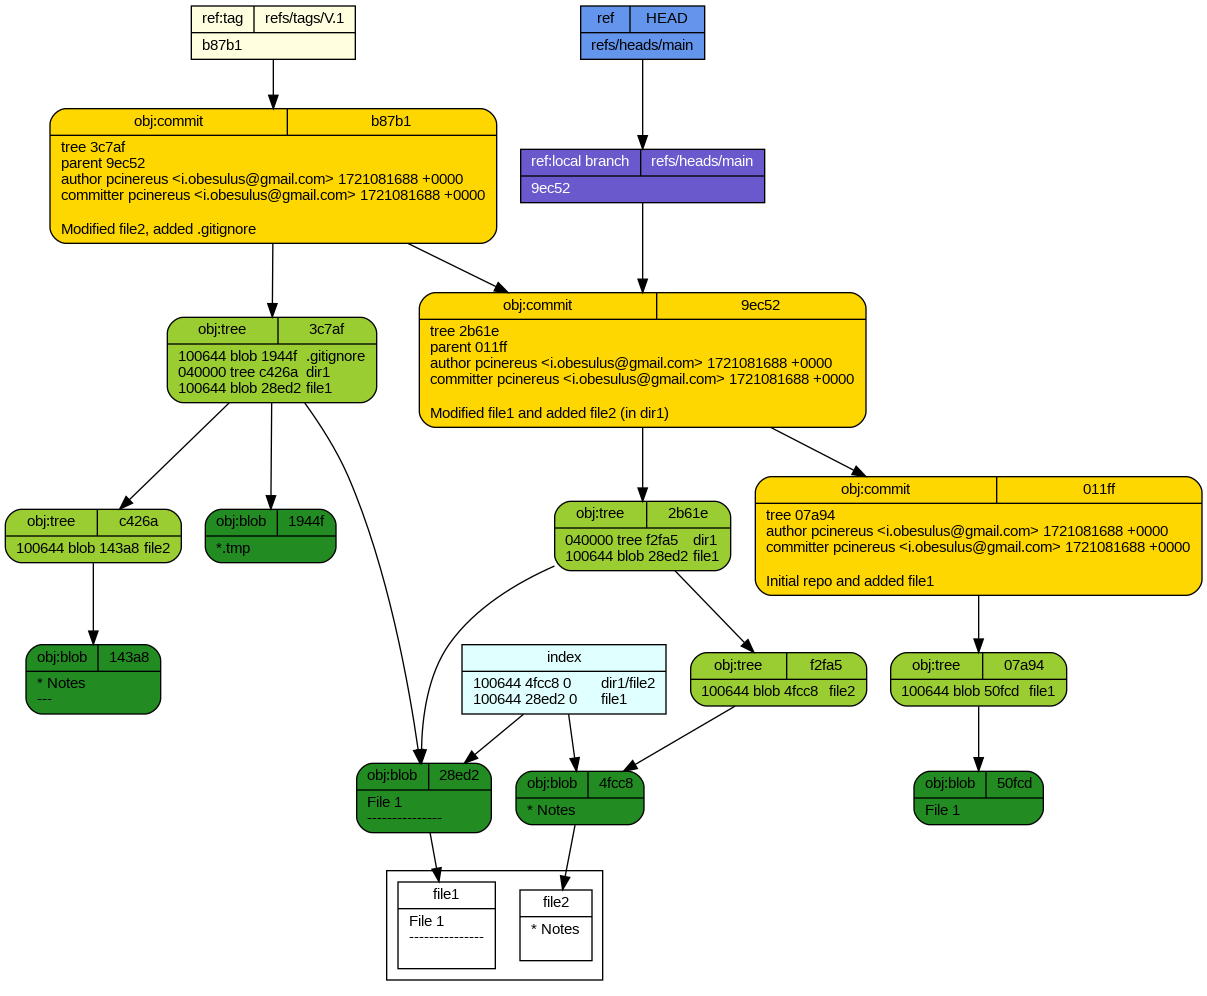 ref:tag refs/tags/V.1
b87b1
ref HEAD
refs/heads/main
obj:commit b87b1
tree 3c7af
parent 9ec52
author pcinereus <i.obesulus@gmail.com> 1721081688 +0000
committer pcinereus <i.obesulus@gmail.com> 1721081688 +0000
Modified file2, added .gitignore
ref:local branch refs/heads/main
9ec52
obj:commit 9ec52
tree 2b61e
parent 011ff
author pcinereus <i.obesulus@gmail.com> 1721081688 +0000
committer pcinereus <i.obesulus@gmail.com> 1721081688 +0000
Modified file1 and added file2 (in dir1)
obj:tree 3c7af
100644 blob 1944f .gitignore
040000 tree c426a dir1
100644 blob 28ed2 file1
obj:commit 011ff
tree 07a94
author pcinereus <i.obesulus@gmail.com> 1721081688 +0000
committer pcinereus <i.obesulus@gmail.com> 1721081688 +0000
Initial repo and added file1
obj:tree c426a
100644 blob 143a8 file2
obj:blob 1944f
*.tmp
obj:tree 2b61e
040000 tree f2fa5 dir1
100644 blob 28ed2 file1
obj:blob 143a8
* Notes
---
index
100644 4fcc8 0 dir1/file2
100644 28ed2 0 file1
obj:tree f2fa5
100644 blob 4fcc8 file2
obj:tree 07a94
100644 blob 50fcd file1
obj:blob 28ed2
File 1
---------------
obj:blob 4fcc8
* Notes
obj:blob 50fcd
File 1
file1
File 1
---------------
file2
* Notes